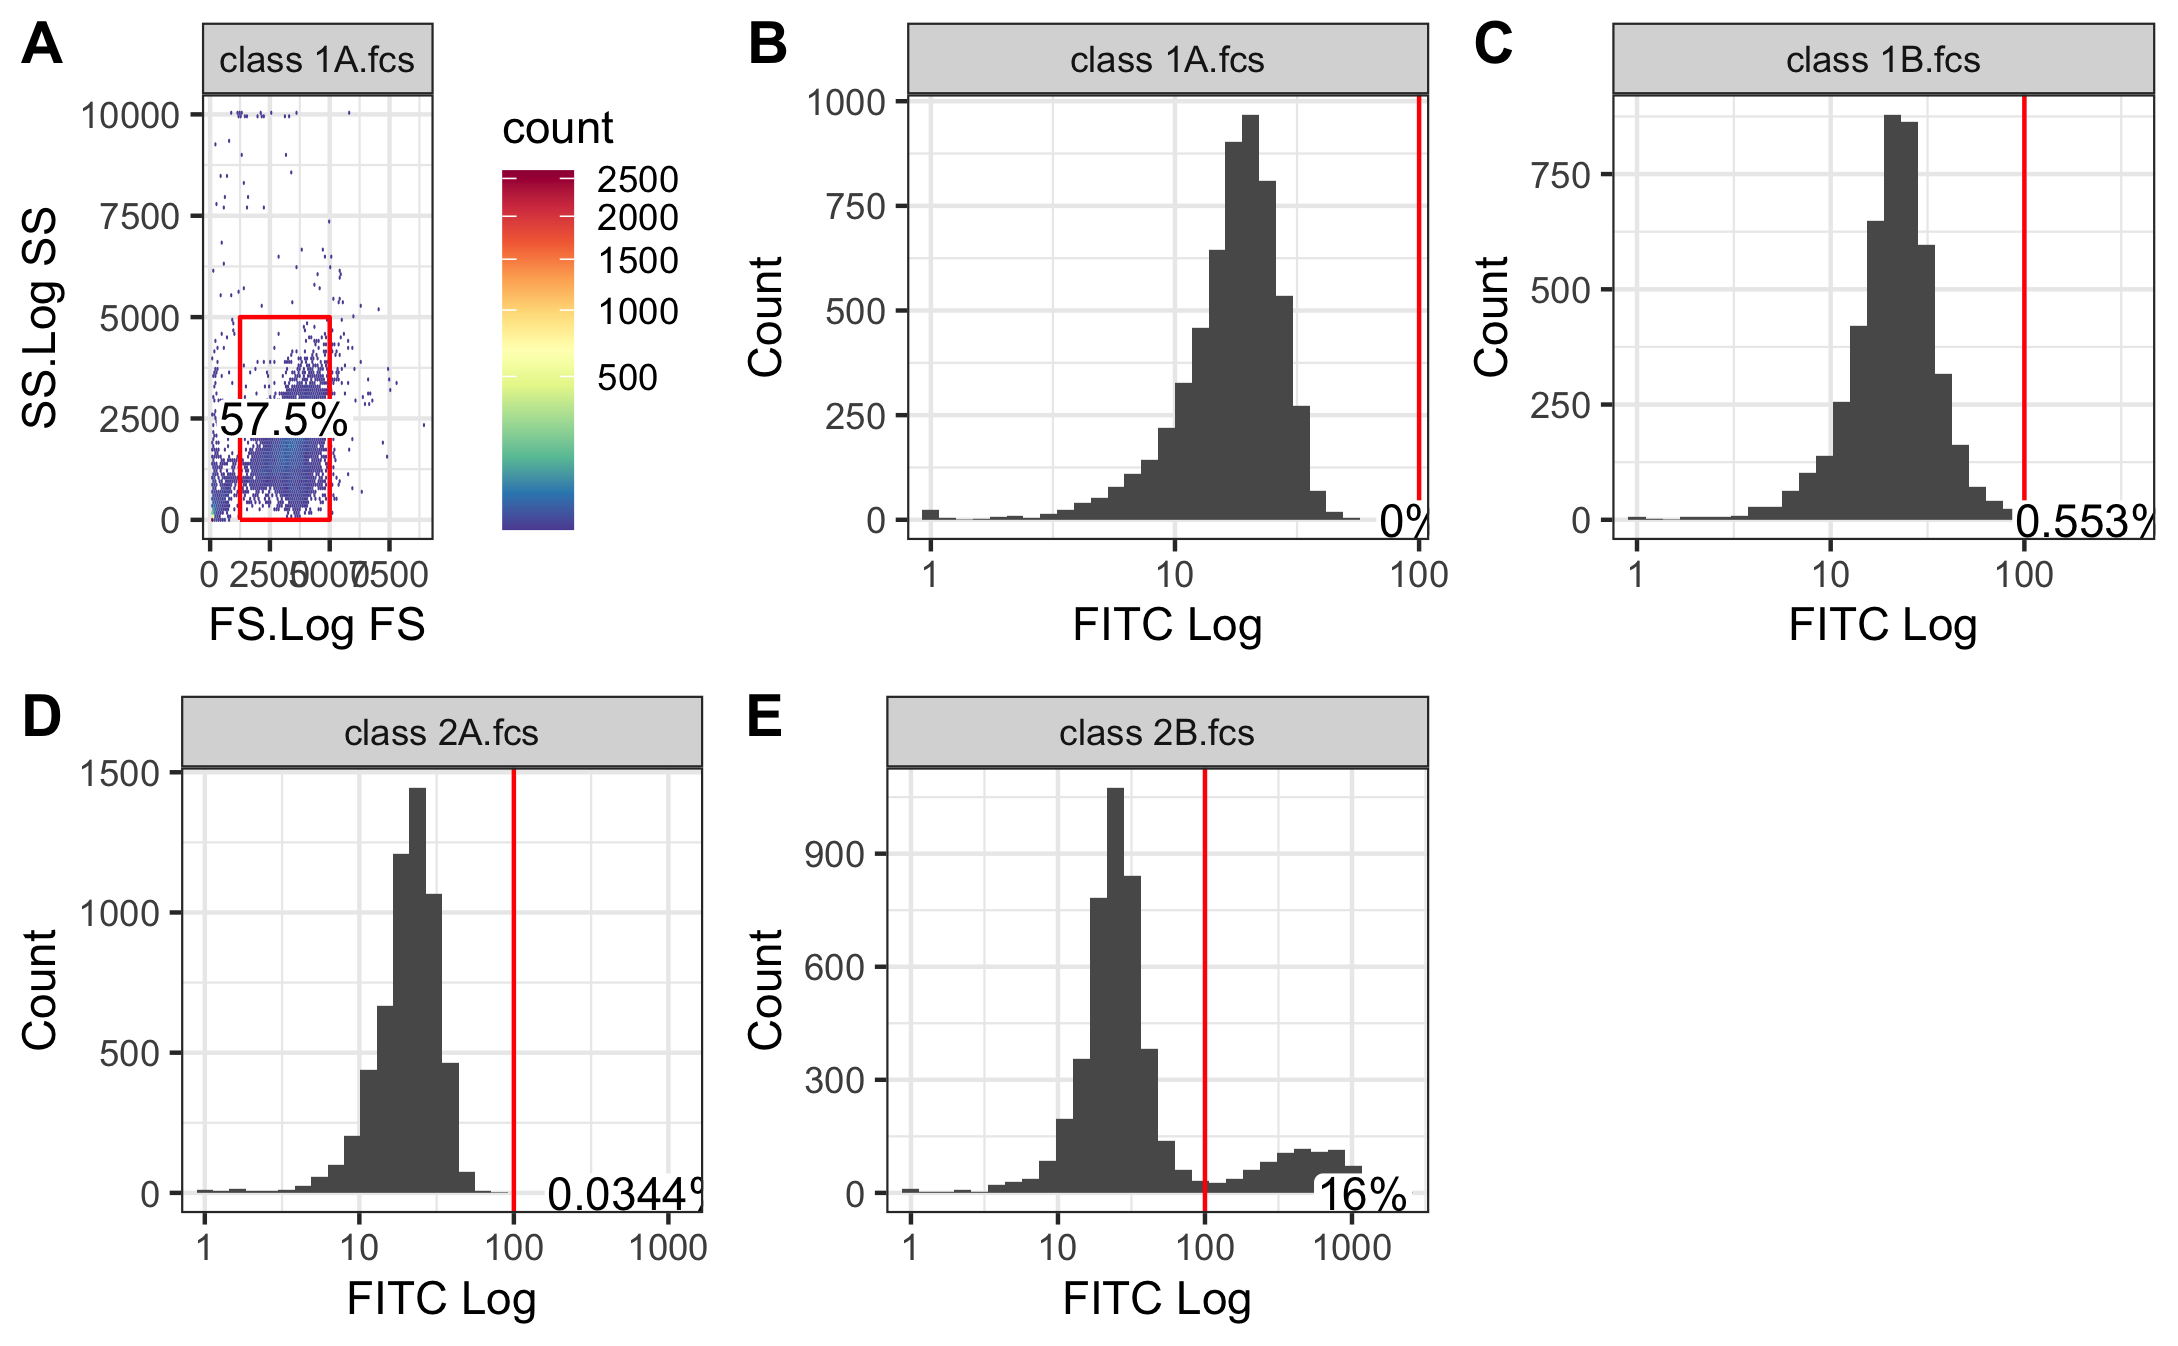 A
class 1A.fcs
SS.Log SS
10000
7500
5000
2500
0
57.5%
0 2500 5000 7500
FS.Log FS
count
2500
2000
1500
1000
500
B
class 1A.fcs
Count
1000
750
500
250
0
0%
1 10 100
FITC Log
C
class 1B.fcs
Count
750
500
250
0
0.553%
1 10 100
FITC Log
D
class 2A.fcs
Count
1500
1000
500
0
0.0344%
1 10 100 1000
FITC Log
E
class 2B.fcs
Count
900
600
300
0
16%
1 10 100 1000
FITC Log